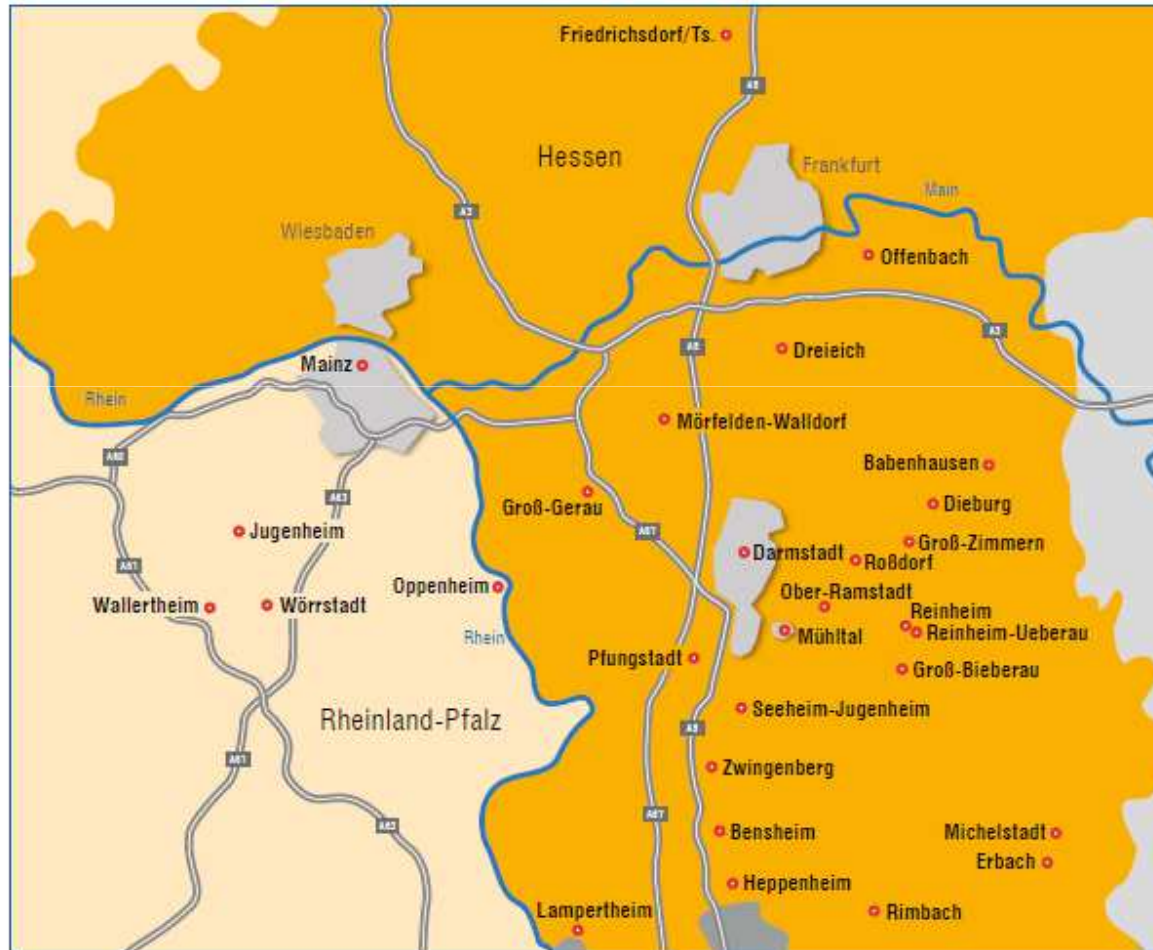 Friedrichsdorf/Ts.
A5
Hessen
Frankfurt
Main
A3
Wiesbaden
Offenbach
A3
A5
Dreieich
Mainz
Rhein
Mörfelden-Walldorf
A60
Babenhausen
A63
Groß-Gerau
Dieburg
A67
Jugenheim
Groß-Zimmern
Darmstadt
Roßdorf
A61
Oppenheim
Ober-Ramstadt
Wallertheim
Wörrstadt
Reinheim
Rhein
Mühltal
Reinheim-Ueberau
Pfungstadt
Groß-Bieberau
Rheinland-Pfalz
Seeheim-Jugenheim
A5
A61
Zwingenberg
A67
A63
Bensheim
Michelstadt
Erbach
Heppenheim
Lampertheim
Rimbach